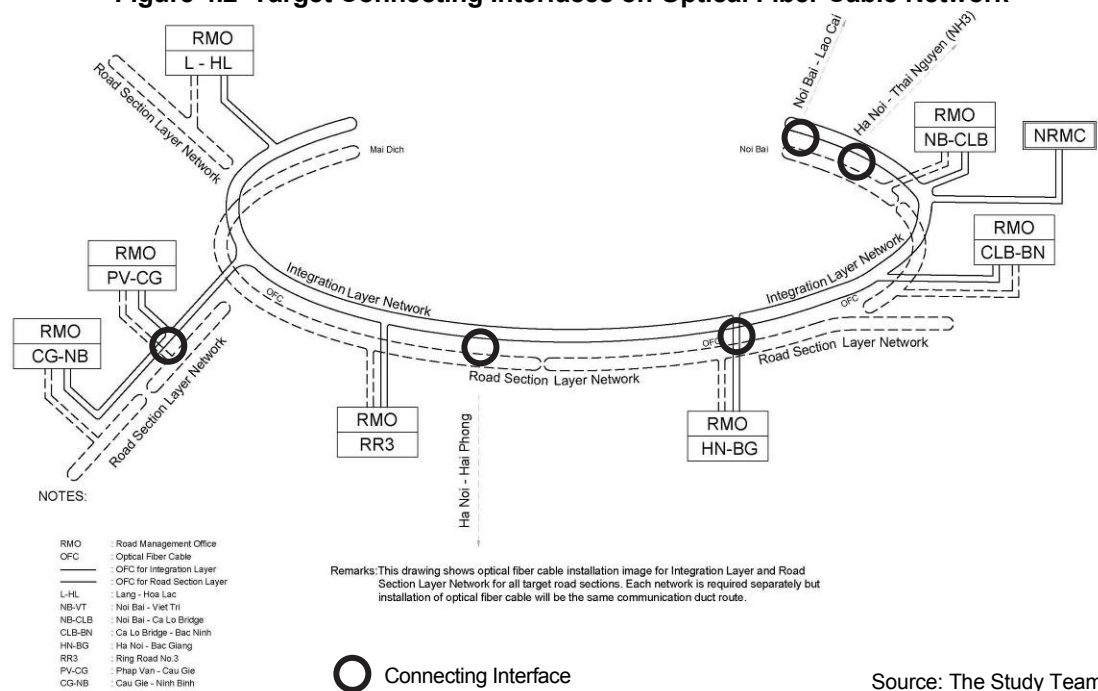 Figure 4.2 Target Connecting Interfaces on Optical Fiber Cable Network
RMO
L - HL
Road Section Layer Network
Mai Dich
Noi Bai - Lao Cai
Ha Noi - Thai Nguyen (NH3)
Noi Bai
RMO
NB-CLB
NRMC
RMO
CLB-BN
RMO
PV-CG
RMO
CG-NB
Road Section Layer Network
Integration Layer Network
OFC
Integration Layer Network
OFC
OFC
Road Section Layer Network
Road Section Layer Network
RMO
RR3
Ha Noi - Hai Phong
RMO
HN-BG
NOTES:
RMO : Road Management Office
OFC : Optical Fiber Cable
: OFC for Integration Layer
: OFC for Road Section Layer
L-HL : Lang - Hoa Lac
NB-VT : Noi Bai - Viet Tri
NB-CLB : Noi Bai - Ca Lo Bridge
CLB-BN : Ca Lo Bridge - Bac Ninh
HN-BG : Ha Noi - Bac Giang
RR3 : Ring Road No.3
PV-CG : Phap Van - Cau Gie
CG-NB : Cau Gie - Ninh Binh
Remarks:This drawing shows optical fiber cable installation image for Integration Layer and Road
Section Layer Network for all target road sections. Each network is required separately but
installation of optical fiber cable will be the same communication duct route.
Connecting Interface
Source: The Study Team